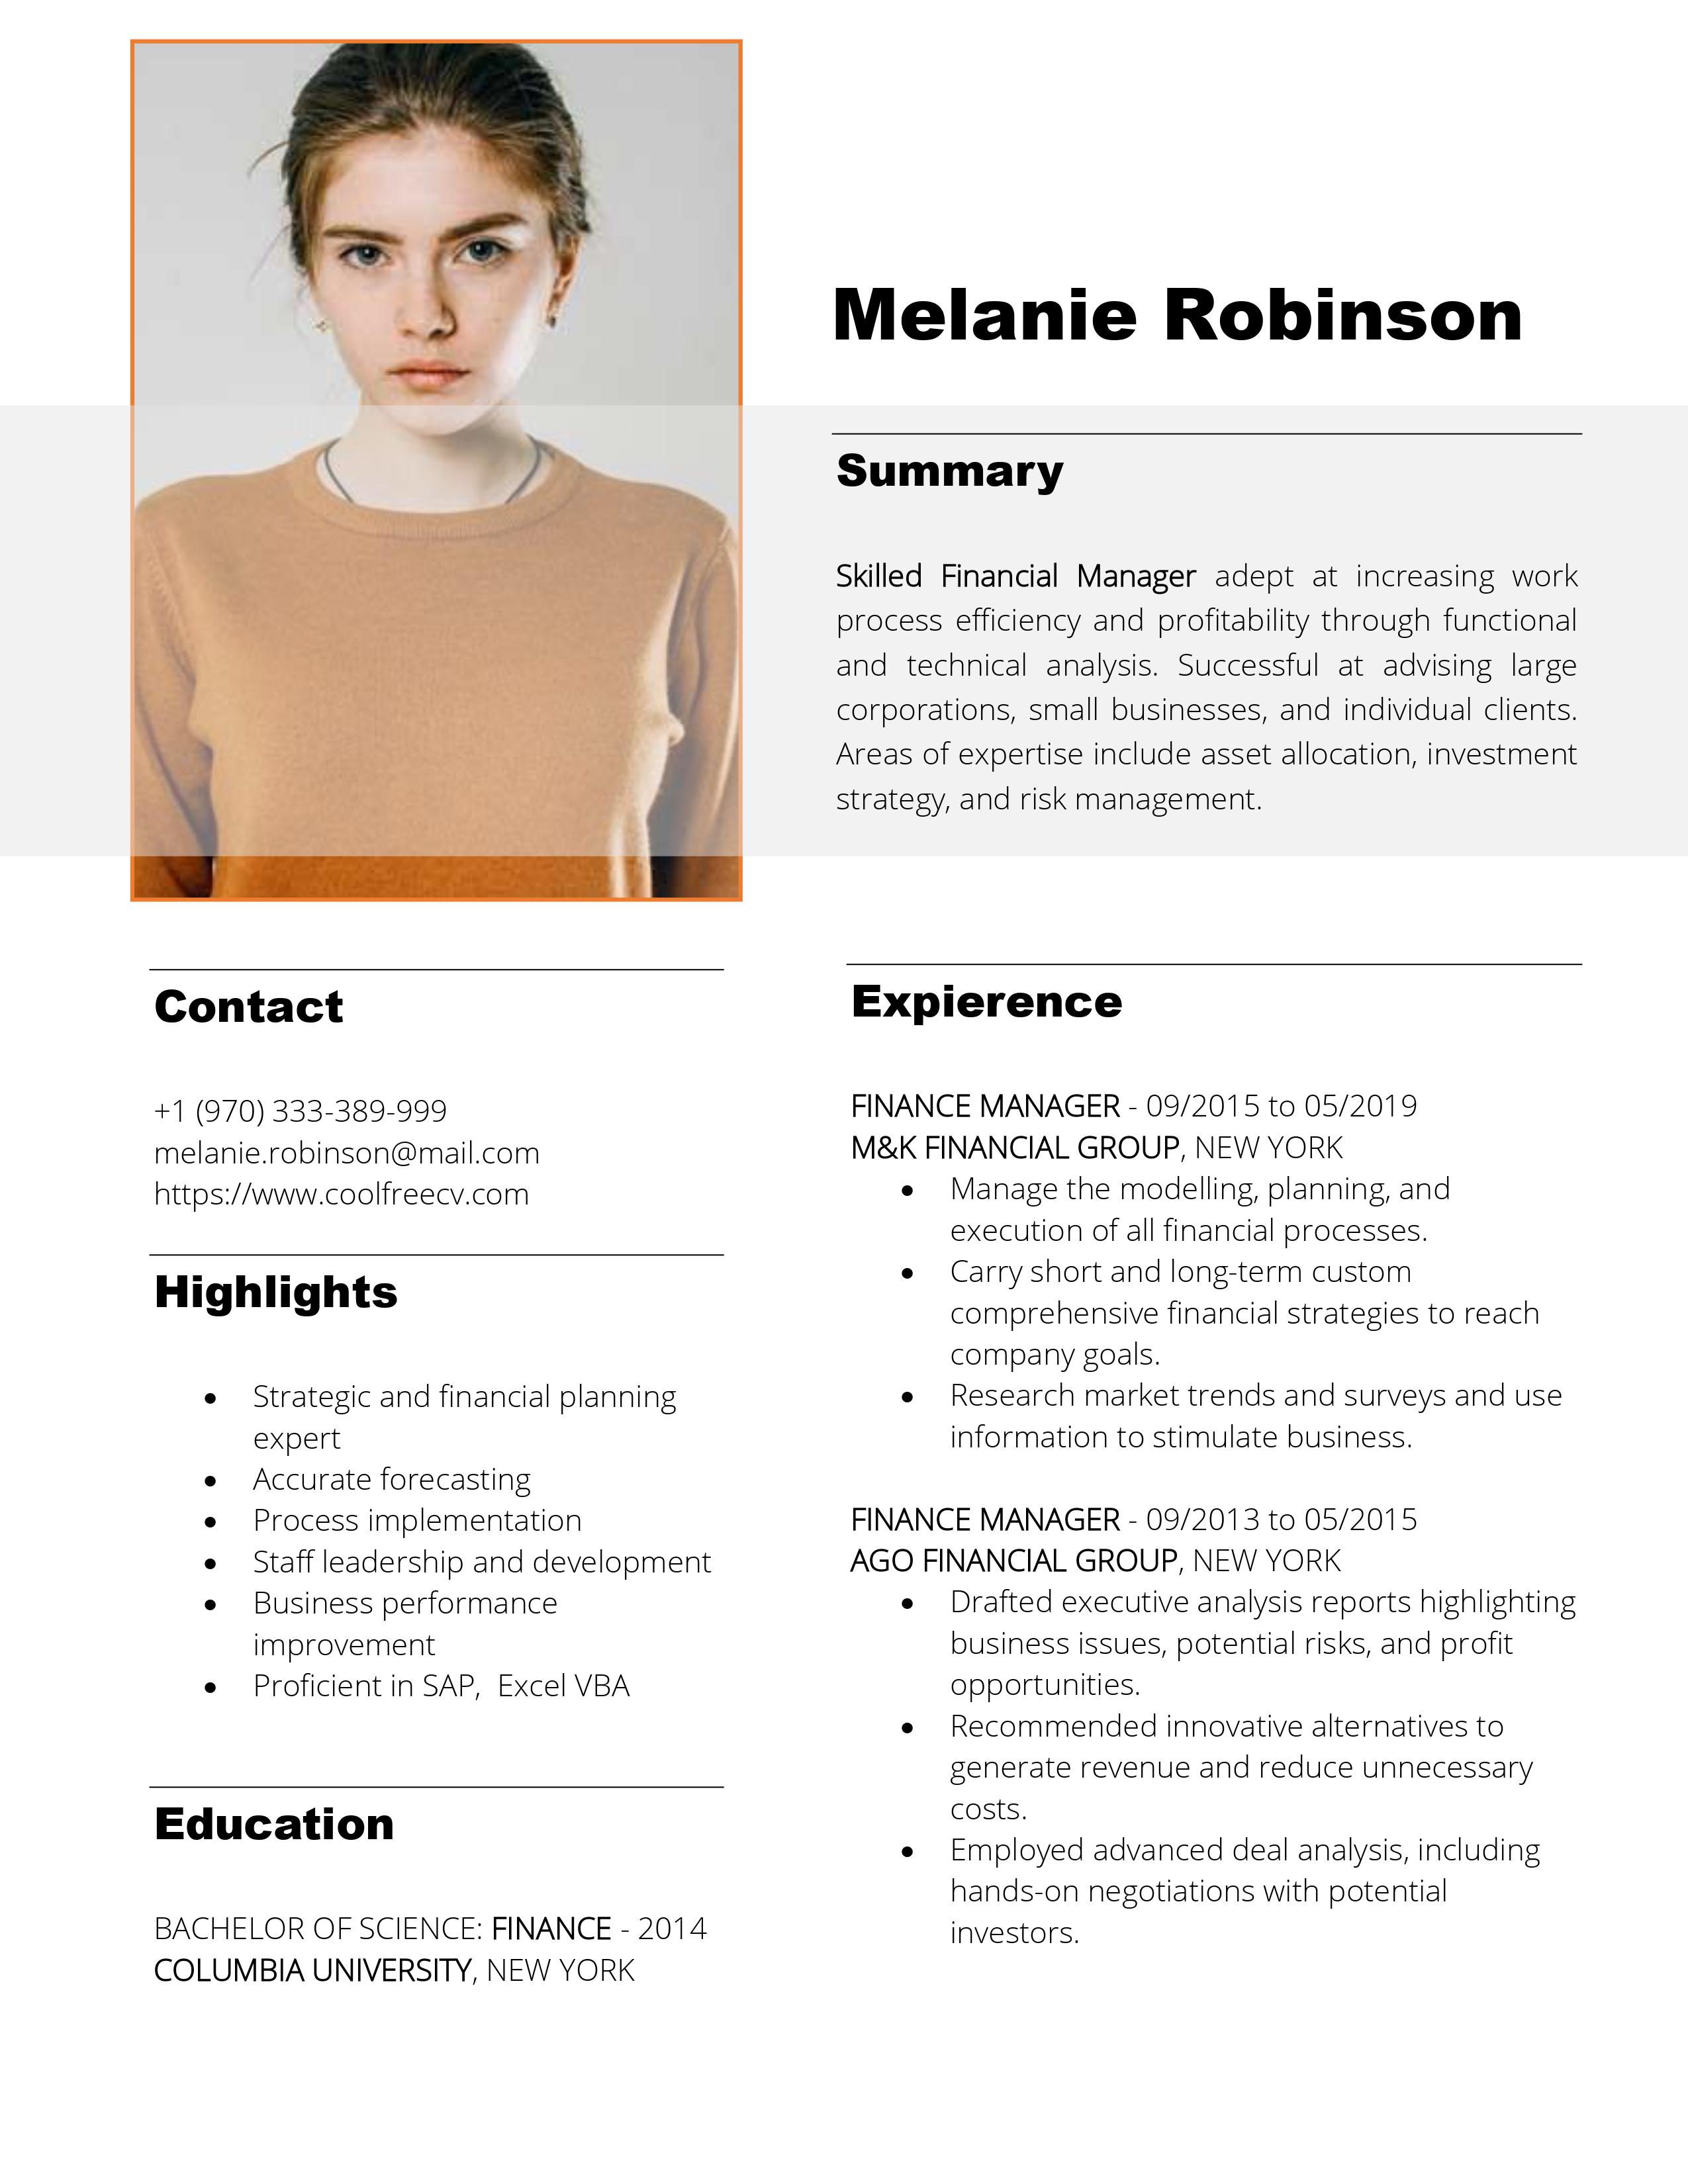 Melanie Robinson
Summary
Skilled Financial Manager adept at increasing work
process efficiency and profitability through functional
and technical analysis. Successful at advising large
corporations, small businesses, and individual clients.
Areas of expertise include asset allocation, investment
strategy, and risk management.
Contact
+1 (970) 333-389-999
melanie.robinson@mail.com
https://www.coolfreecv.com
Highlights
• Strategic and financial planning
expert
• Accurate forecasting
• Process implementation
• Staff leadership and development
• Business performance
improvement
• Proficient in SAP,  Excel VBA
Education
BACHELOR OF SCIENCE: FINANCE - 2014
COLUMBIA UNIVERSITY, NEW YORK
Expierence
FINANCE MANAGER - 09/2015 to 05/2019
M&K FINANCIAL GROUP, NEW YORK
• Manage the modelling, planning, and
execution of all financial processes.
• Carry short and long-term custom
comprehensive financial strategies to reach
company goals.
• Research market trends and surveys and use
information to stimulate business.
FINANCE MANAGER - 09/2013 to 05/2015
AGO FINANCIAL GROUP, NEW YORK
• Drafted executive analysis reports highlighting
business issues, potential risks, and profit
opportunities.
• Recommended innovative alternatives to
generate revenue and reduce unnecessary
costs.
• Employed advanced deal analysis, including
hands-on negotiations with potential
investors.